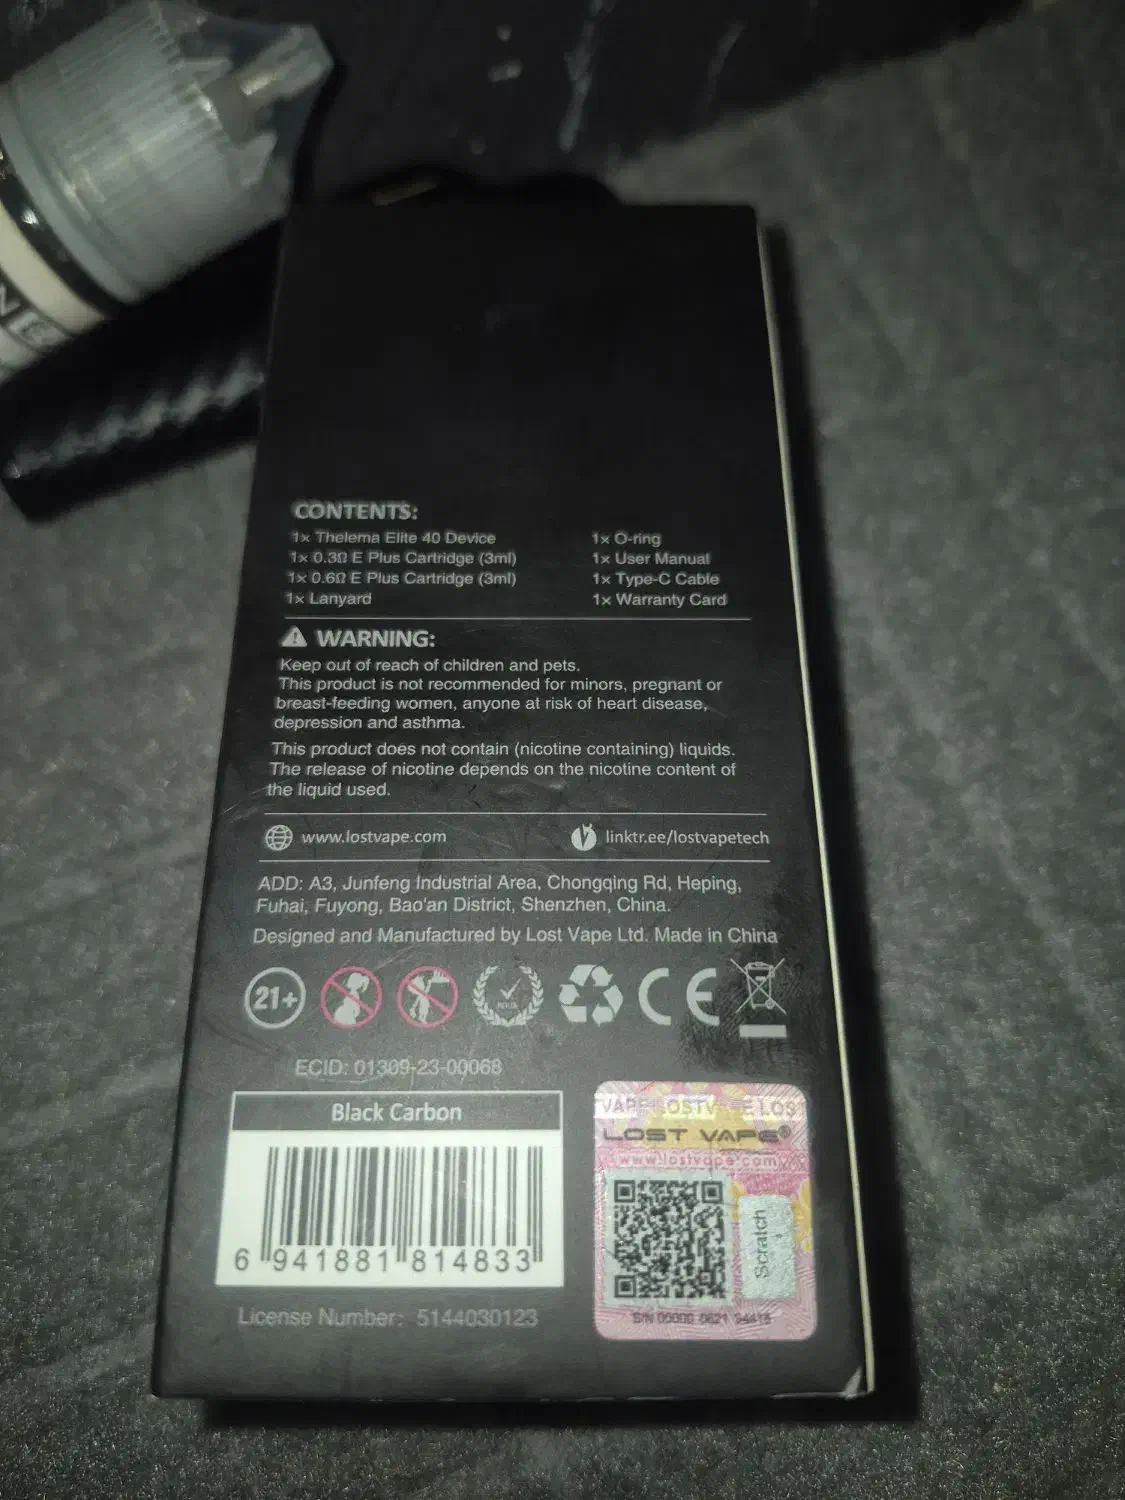 CONTENTS:
1x Thelema Elite 40 Device
1x 0.3Ω E Plus Cartridge (3ml)
1x 0.6Ω E Plus Cartridge (3ml)
1x Lanyard
1x O-ring
1x User Manual
1x Type-C Cable
1x Warranty Card
WARNING:
Keep out of reach of children and pets.
This product is not recommended for minors, pregnant or
breast-feeding women, anyone at risk of heart disease,
depression and asthma.
This product does not contain (nicotine containing) liquids.
The release of nicotine depends on the nicotine content of
the liquid used.
www.lostvape.com
linktr.ee/lostvapetech
ADD: A3, Junfeng Industrial Area, Chongqing Rd, Heping,
Fuhai, Fuyong, Bao'an District, Shenzhen, China.
Designed and Manufactured by Lost Vape Ltd. Made in China
21+
CE
ECID: 01309-23-00068
Black Carbon
6 941881 814833
License Number: 5144030123
LOST VAPE®
www.lostvape.com
Scratch